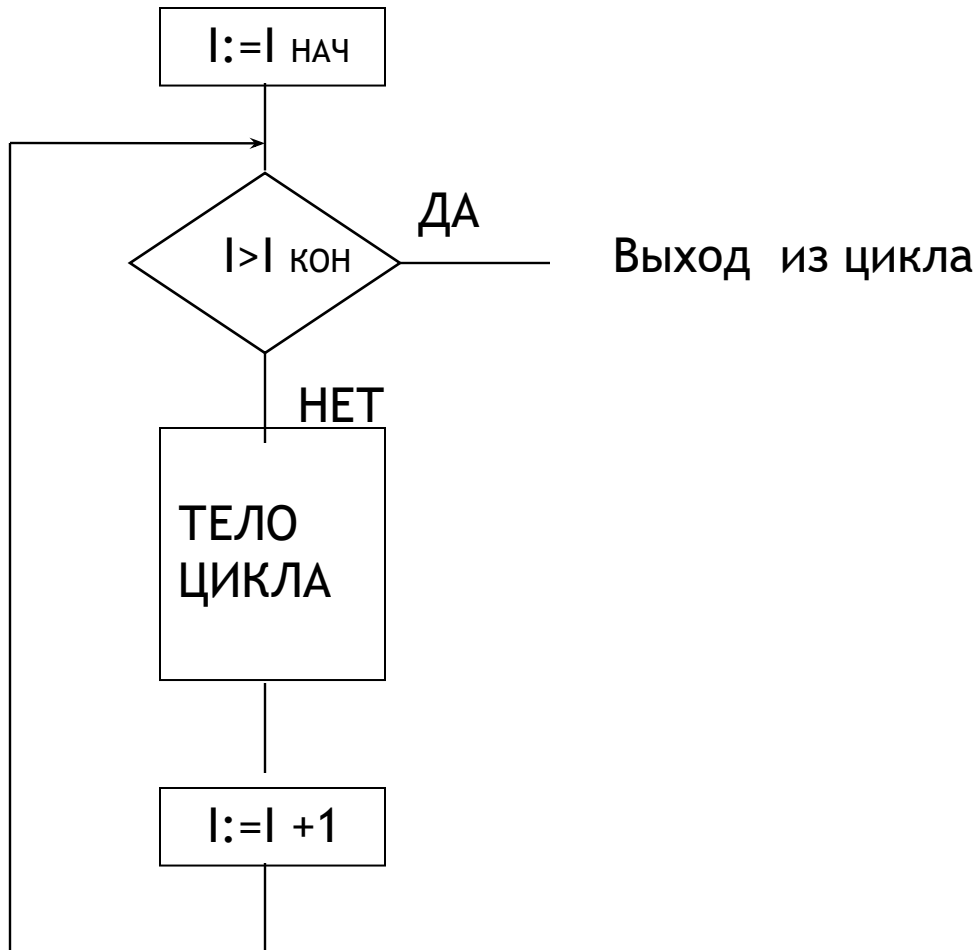 I:=I НАЧ
ДА
I>I КОН
Выход из цикла
НЕТ
ТЕЛО
ЦИКЛА
I:=I +1